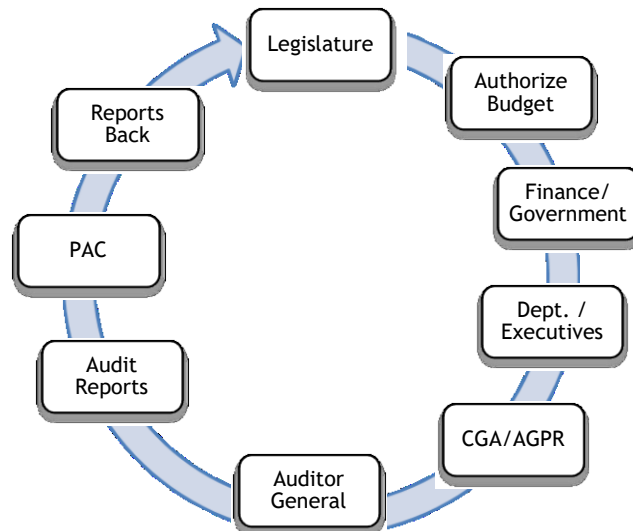 Legislature
Authorize
Budget
Finance/
Government
Dept. /
Executives
CGA/AGPR
Auditor
General
Audit
Reports
PAC
Reports
Back